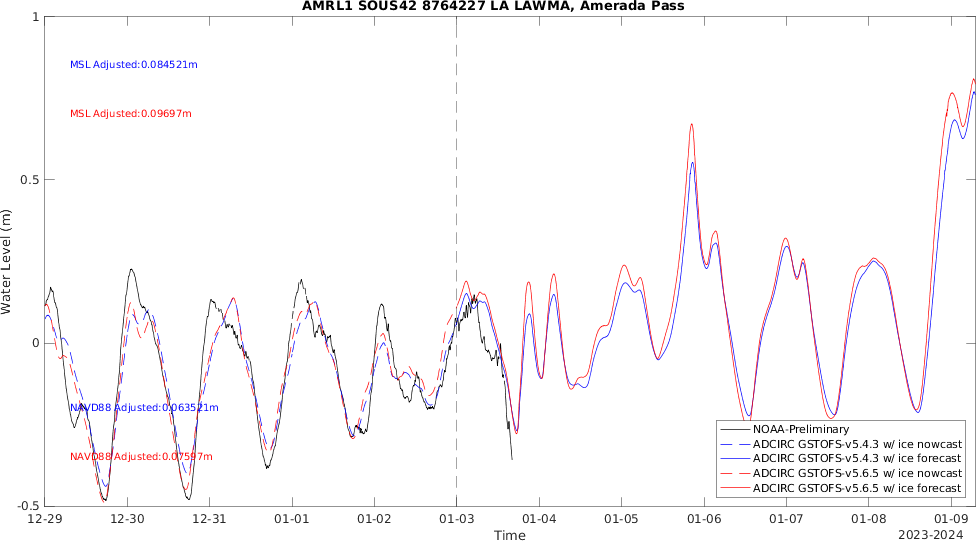 AMRL1 SOUS42 8764227 LA LAWMA, Amerada Pass
1
MSL Adjusted:0.084521m
MSL Adjusted:0.09697m
0.5
Water Level (m)
0
NAVD88 Adjusted:0.063521m
NAVD88 Adjusted:0.07597m
NOAA-Preliminary
ADCIRC GSTOFS-v5.4.3 w/ ice nowcast
ADCIRC GSTOFS-v5.4.3 w/ ice forecast
ADCIRC GSTOFS-v5.6.5 w/ ice nowcast
ADCIRC GSTOFS-v5.6.5 w/ ice forecast
-0.5
12-29 12-30 12-31 01-01 01-02 01-03 01-04 01-05 01-06 01-07 01-08 01-09
Time
2023-2024